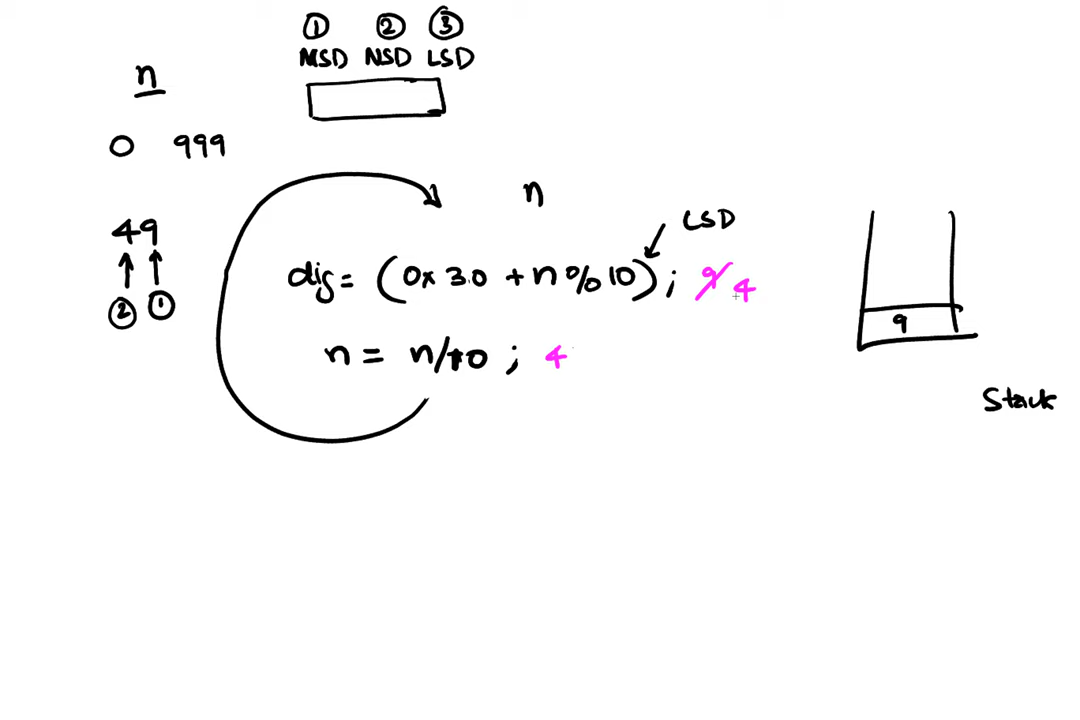 ① ② ③
MSD NSD LSD
n
0 999
n
LSD
49
dig = (0x30 + n%10); 9 4
② ①
9
n = n/10; 4
Stack